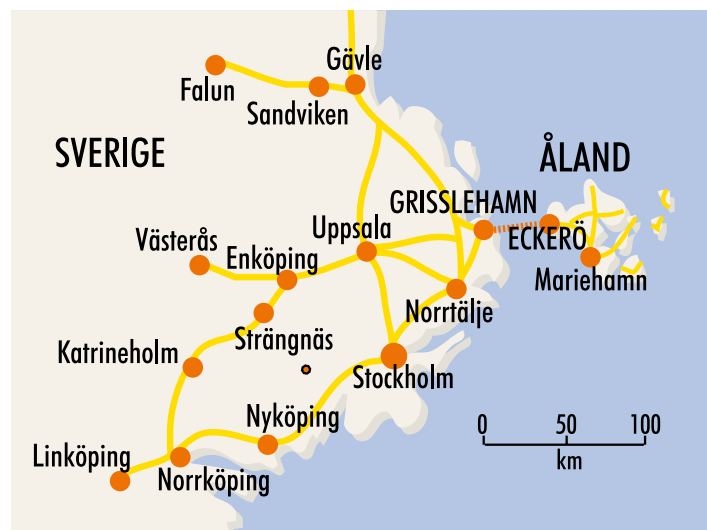 Gävle
Falun
Sandviken
SVERIGE
ÅLAND
GRISSLEHAMN
Uppsala
ECKERÖ
Västerås
Enköping
Mariehamn
Norrtälje
Strängnäs
Katrineholm
Stockholm
Nyköping
0 50 100
km
Linköping
Norrköping